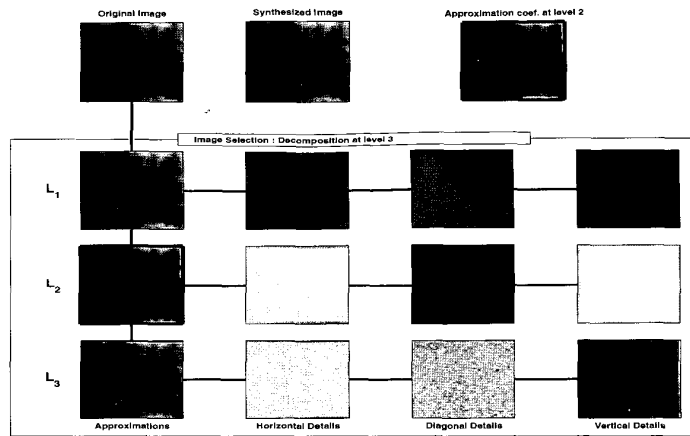 Original Image
Synthesized Image
Approximation coef. at level 2
Image Selection : Decomposition at level 3
L1
L2
L3
Approximations
Horizontal Details
Diagonal Details
Vertical Details